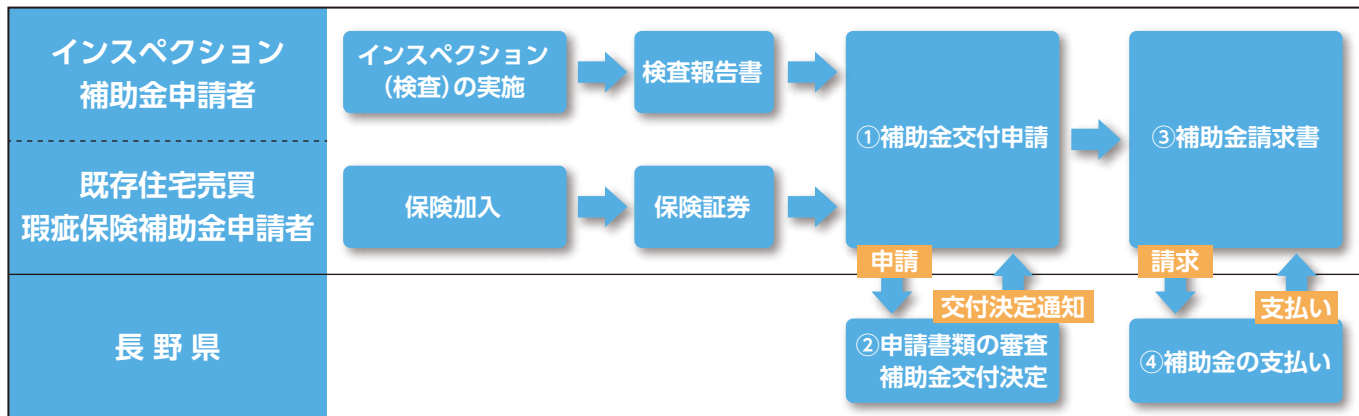 インスペクション
補助金申請者
インスペクション
(検査)の実施
検査報告書
①補助金交付申請
③補助金請求書
既存住宅売買
瑕疵保険補助金申請者
保険加入
保険証券
申請
交付決定通知
請求
支払い
長野県
②申請書類の審査
補助金交付決定
④補助金の支払い